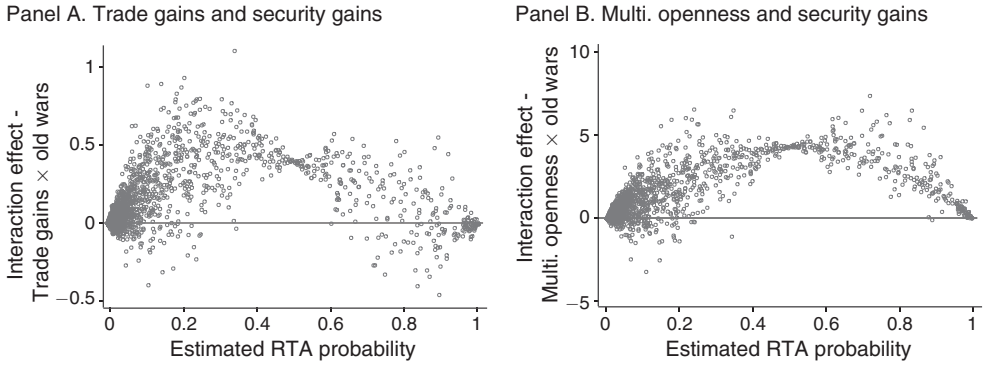 Panel A. Trade gains and security gains
Interaction effect -
Trade gains × old wars
1
0.5
0
−0.5
0 0.2 0.4 0.6 0.8 1
Estimated RTA probability
Panel B. Multi. openness and security gains
Interaction effect -
Multi. openness × old wars
10
5
0
−5
0 0.2 0.4 0.6 0.8 1
Estimated RTA probability